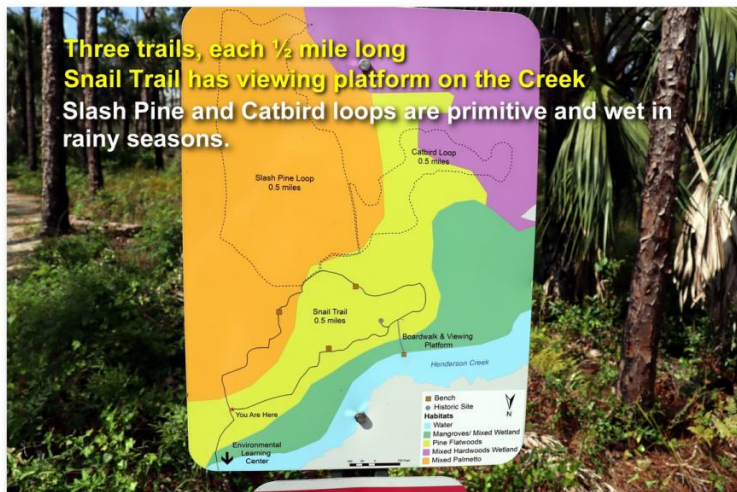 Three trails, each ½ mile long
Snail Trail has viewing platform on the Creek
Slash Pine and Catbird loops are primitive and wet in
rainy seasons.
Catbird Loop
0.5 miles
Slash Pine Loop
0.5 miles
Snail Trail
0.5 miles
Boardwalk & Viewing
Platform
Henderson Creek
You Are Here
Environmental
Learning
Center
Bench
Historic Site
N
Habitats
Water
Mangroves/ Mixed Wetland
Pine Flatwoods
Mixed Hardwoods Wetland
Mixed Palmetto